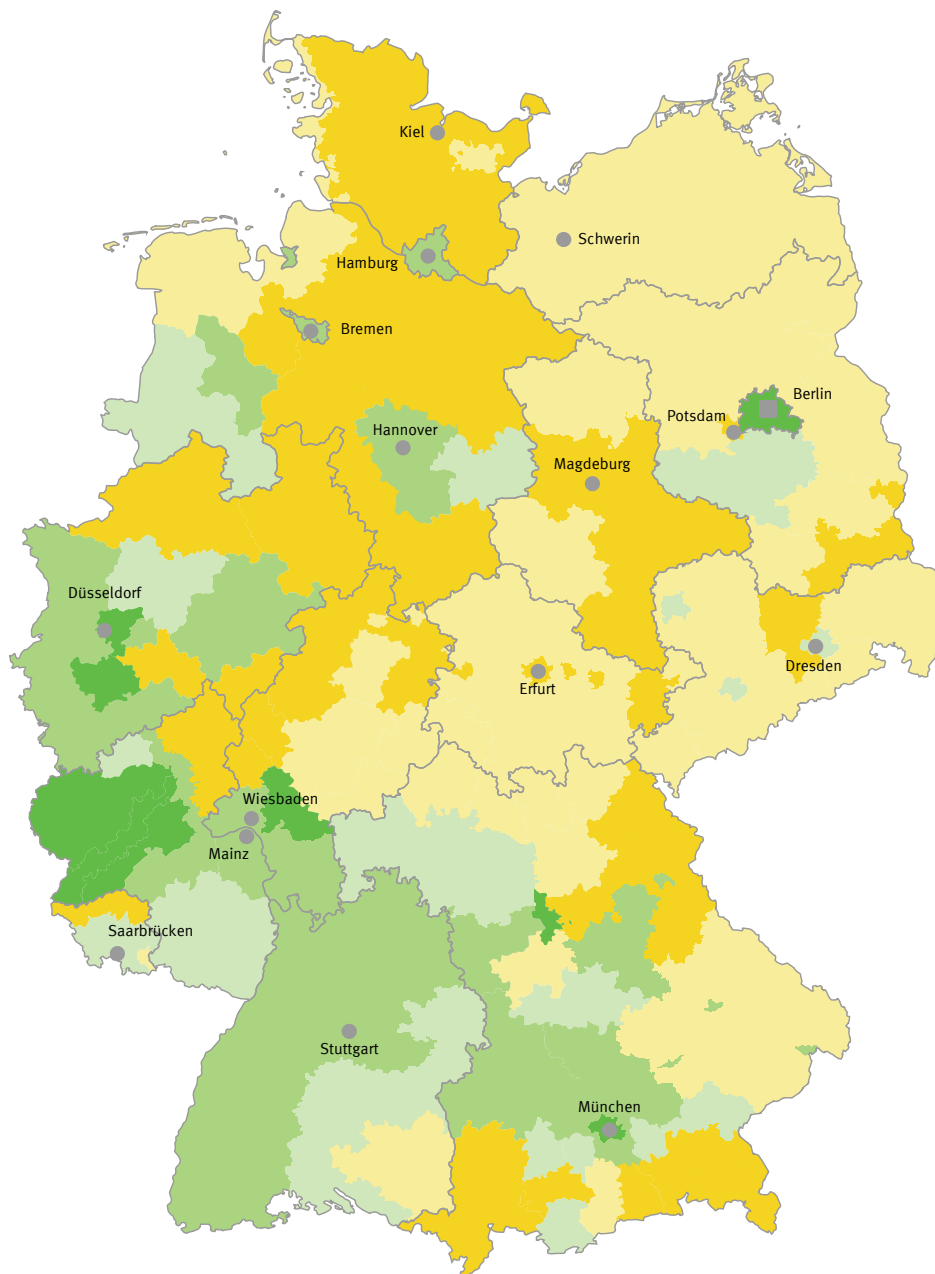 Kiel
Schwerin
Hamburg
Bremen
Berlin
Potsdam
Hannover
Magdeburg
Düsseldorf
Dresden
Erfurt
Wiesbaden
Mainz
Saarbrücken
Stuttgart
München